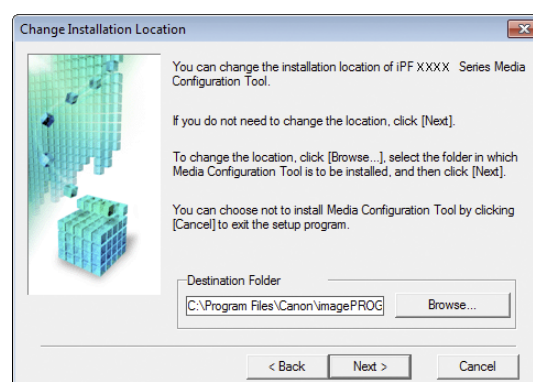 Change Installation Location
You can change the installation location of iPF XXXX Series Media
Configuration Tool.
If you do not need to change the location, click [Next].
To change the location, click [Browse...], select the folder in which
Media Configuration Tool is to be installed, and then click [Next].
You can choose not to install Media Configuration Tool by clicking
[Cancel] to exit the setup program.
Destination Folder
C:\Program Files\Canon\imagePROG
Browse...
< Back
Next >
Cancel